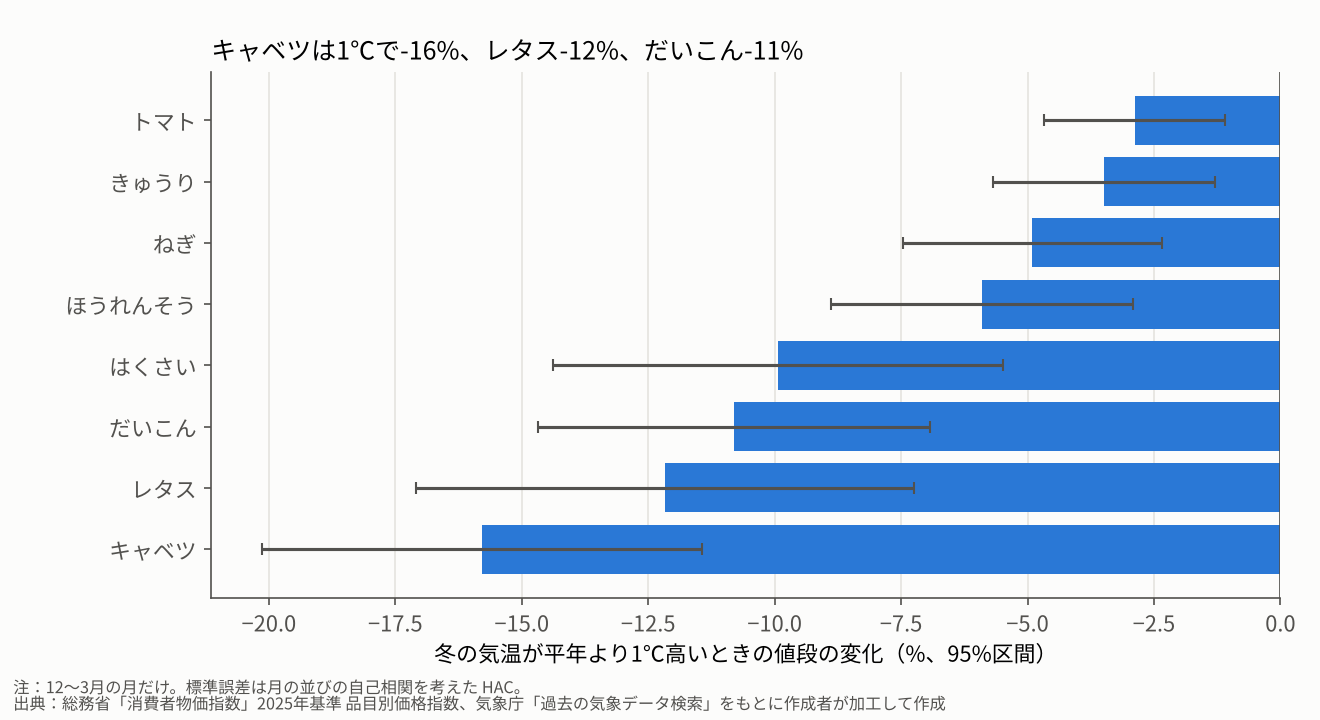 キャベツは1℃で-16%、レタス-12%、だいこん-11%
トマト
きゅうり
ねぎ
ほうれんそう
はくさい
だいこん
レタス
キャベツ
−20.0 −17.5 −15.0 −12.5 −10.0 −7.5 −5.0 −2.5 0.0
冬の気温が平年より1℃高いときの値段の変化（%、95%区間）
注：12〜3月の月だけ。標準誤差は月の並びの自己相関を考えた HAC。
出典：総務省「消費者物価指数」2025年基準 品目別価格指数、気象庁「過去の気象データ検索」をもとに作成者が加工して作成